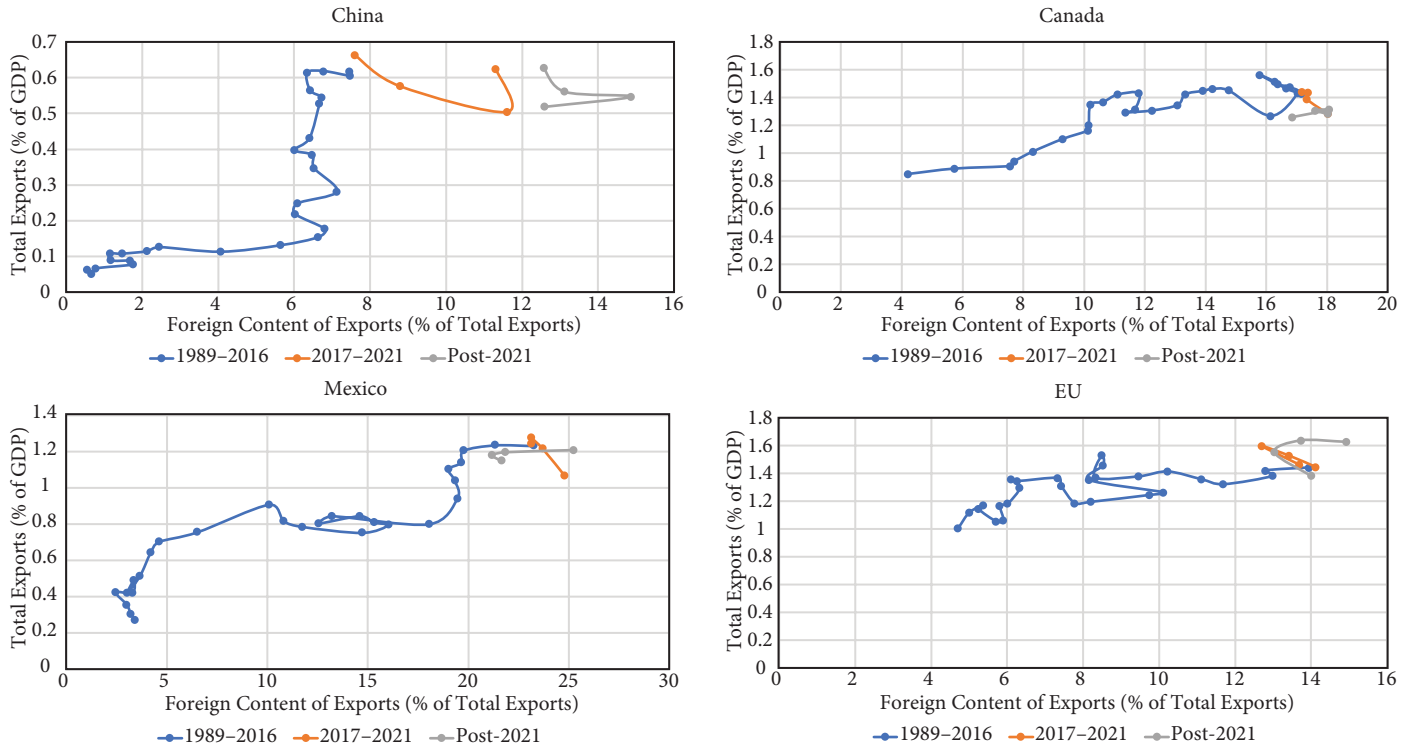 China
Total Exports (% of GDP)
0.7
0.6
0.5
0.4
0.3
0.2
0.1
0
0 2 4 6 8 10 12 14 16
Foreign Content of Exports (% of Total Exports)
1989–2016 2017–2021 Post-2021
Canada
Total Exports (% of GDP)
1.8
1.6
1.4
1.2
1
0.8
0.6
0.4
0.2
0
0 2 4 6 8 10 12 14 16 18 20
Foreign Content of Exports (% of Total Exports)
1989–2016 2017–2021 Post-2021
Mexico
Total Exports (% of GDP)
1.4
1.2
1
0.8
0.6
0.4
0.2
0
0 5 10 15 20 25 30
Foreign Content of Exports (% of Total Exports)
1989–2016 2017–2021 Post-2021
EU
Total Exports (% of GDP)
1.8
1.6
1.4
1.2
1
0.8
0.6
0.4
0.2
0
0 2 4 6 8 10 12 14 16
Foreign Content of Exports (% of Total Exports)
1989–2016 2017–2021 Post-2021